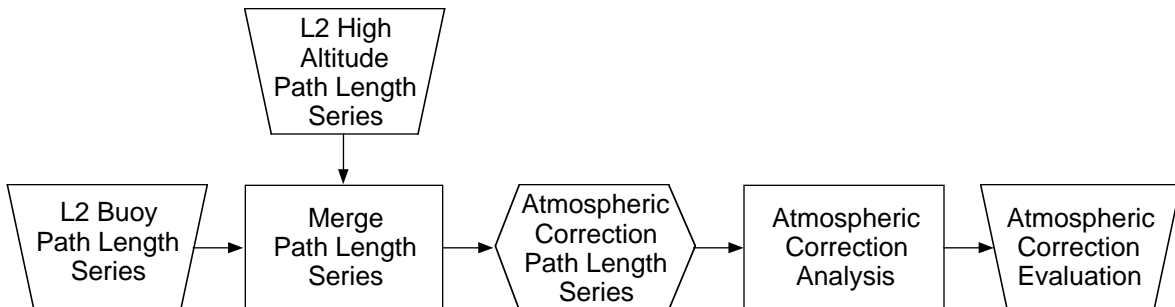 L2 High
Altitude
Path Length
Series
L2 Buoy
Path Length
Series
Merge
Path Length
Series
Atmospheric
Correction
Path Length
Series
Atmospheric
Correction
Analysis
Atmospheric
Correction
Evaluation